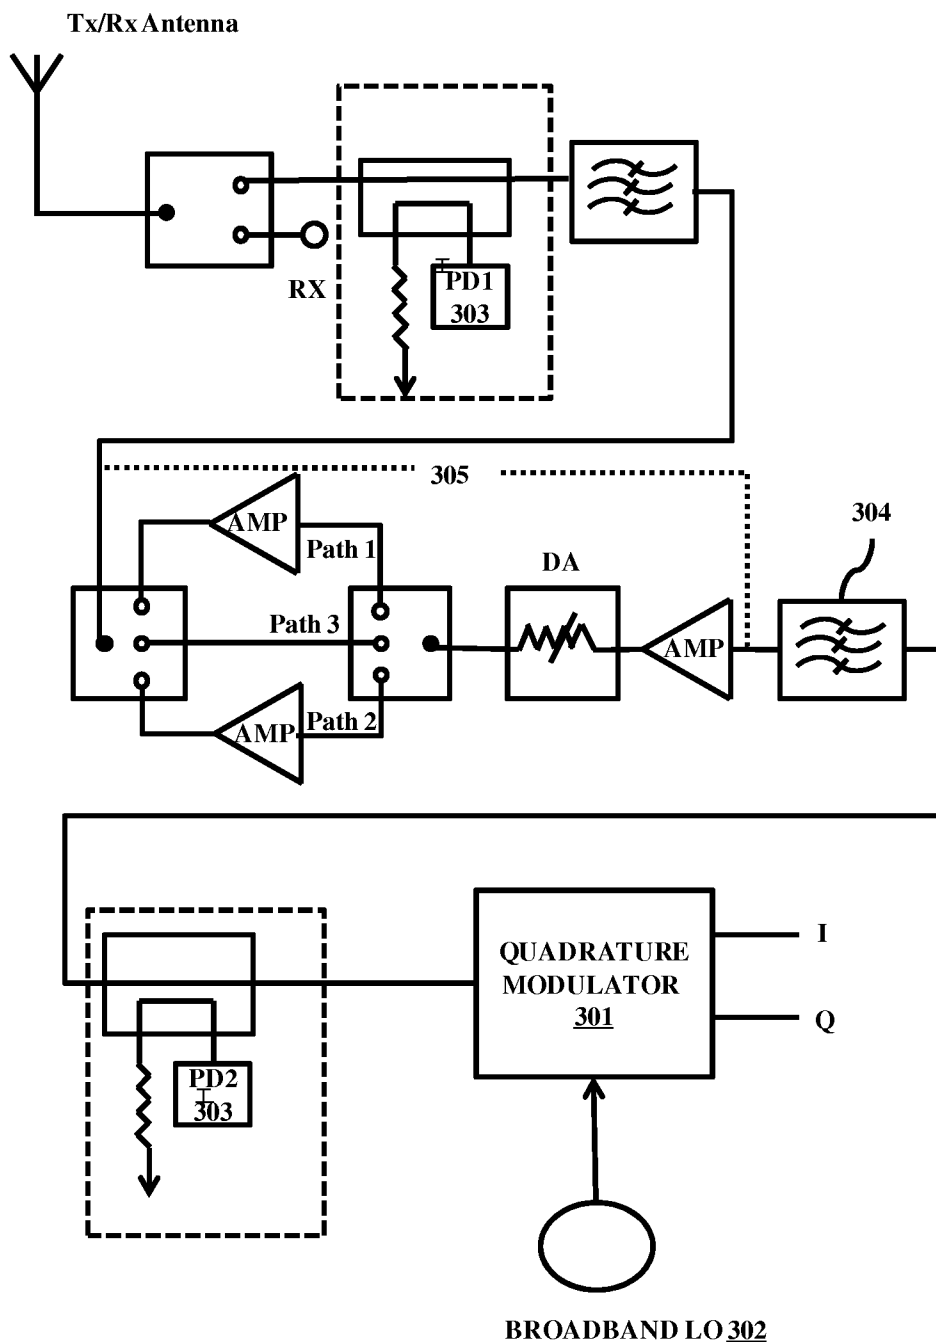 Tx/Rx Antenna
RX
PD1
303
305
304
AMP
Path 1
DA
Path 3
AMP
AMP
Path 2
QUADRATURE
MODULATOR
301
I
Q
PD2
303
BROADBAND LO 302